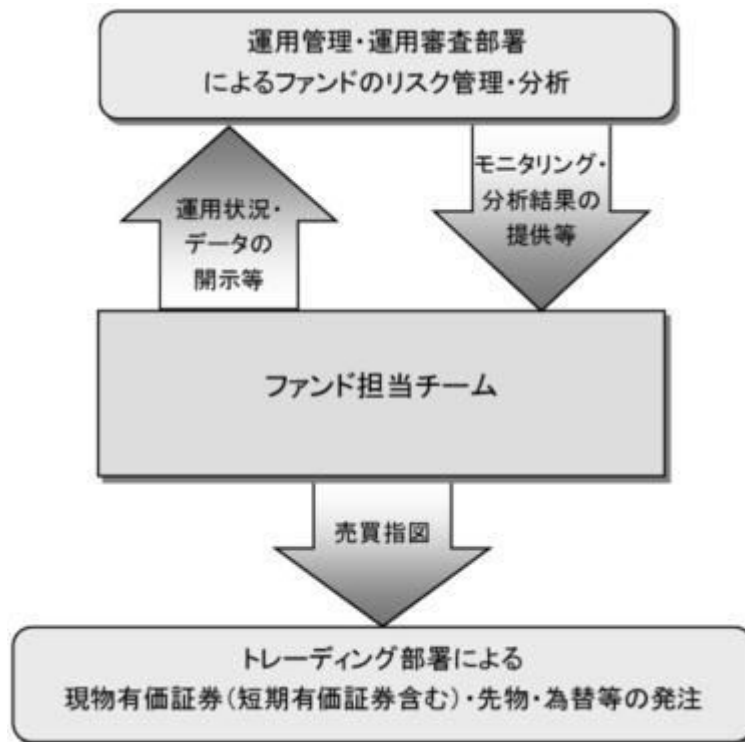 運用管理・運用審査部署
によるファンドのリスク管理・分析
運用状況・
データの
開示等
モニタリング・
分析結果の
提供等
ファンド担当チーム
売買指図
トレーディング部署による
現物有価証券(短期有価証券含む)・先物・為替等の発注